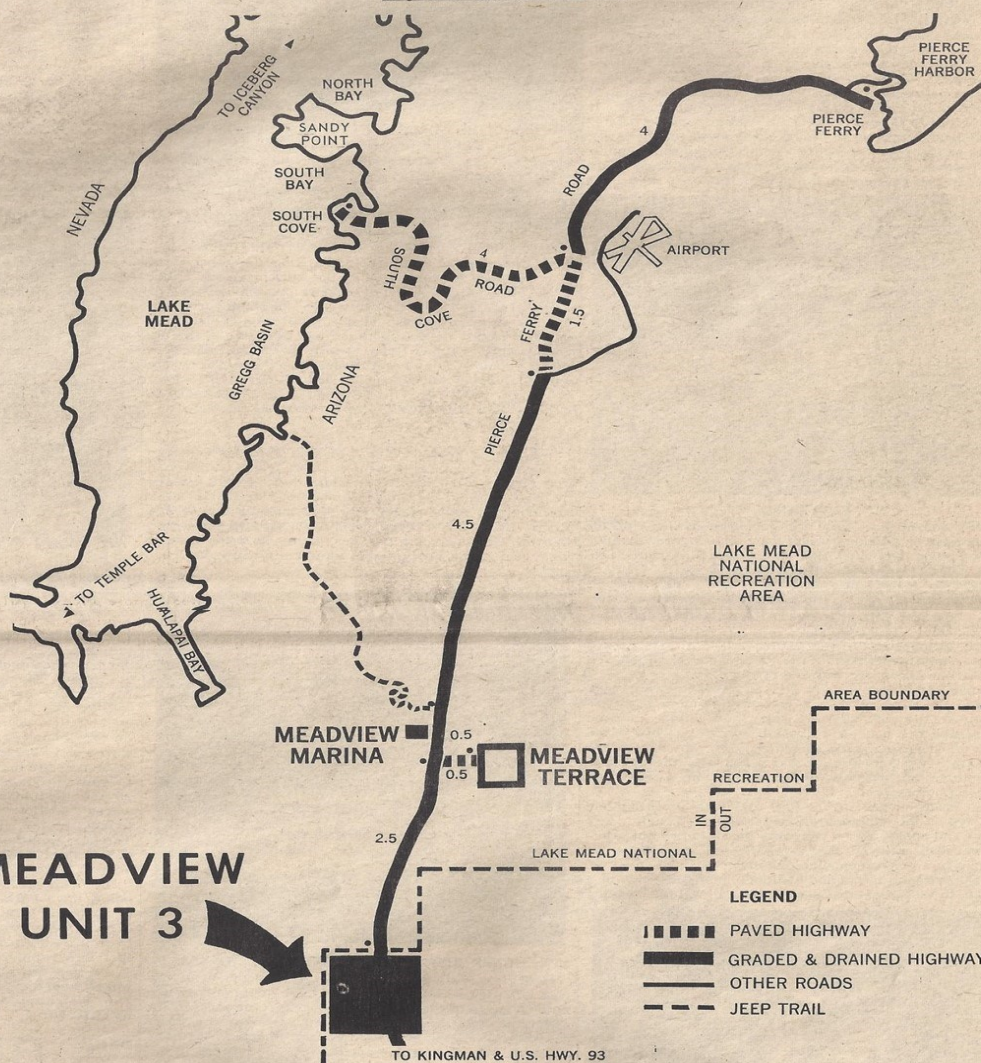 PIERCE
FERRY
HARBOR
TO ICEBERG
CANYON
NORTH
BAY
SANDY
POINT
PIERCE
FERRY
4
SOUTH
BAY
ROAD
SOUTH
COVE
NEVADA
AIRPORT
SOUTH
4
ROAD
COVE
LAKE
MEAD
FERRY
1.5
GREGG BASIN
ARIZONA
PIERCE
4.5
LAKE MEAD
NATIONAL
RECREATION
AREA
TO TEMPLE BAR
HUALAPAI BAY
AREA BOUNDARY
MEADVIEW
MARINA
0.5
0.5
MEADVIEW
TERRACE
RECREATION
IN
OUT
2.5
LAKE MEAD NATIONAL
MEADVIEW
UNIT 3
LEGEND
PAVED HIGHWAY
GRADED & DRAINED HIGHWAY
OTHER ROADS
JEEP TRAIL
TO KINGMAN & U.S. HWY. 93